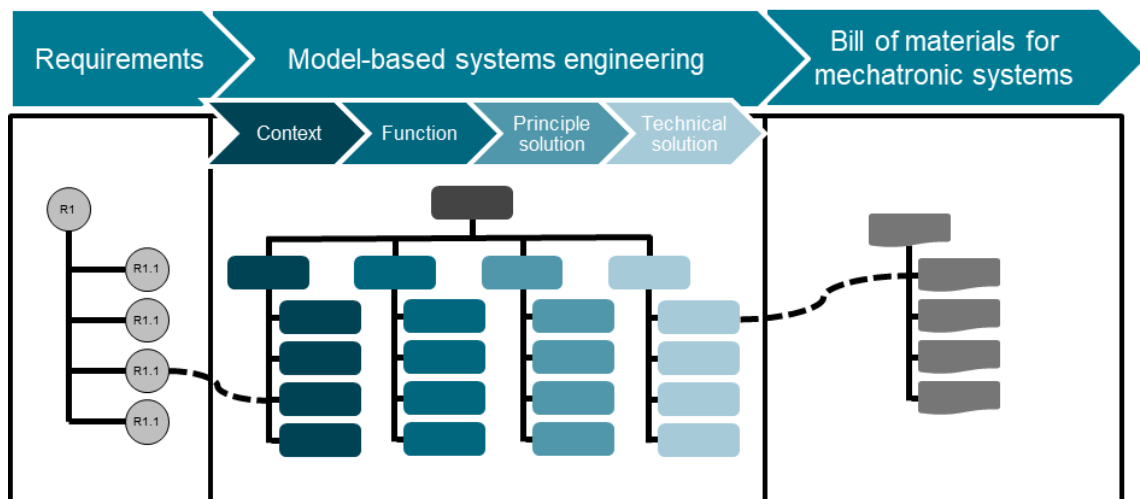 Requirements
Model-based systems engineering
Bill of materials for
mechatronic systems
Context
Function
Principle
solution
Technical
solution
R1
R1.1
R1.1
R1.1
R1.1